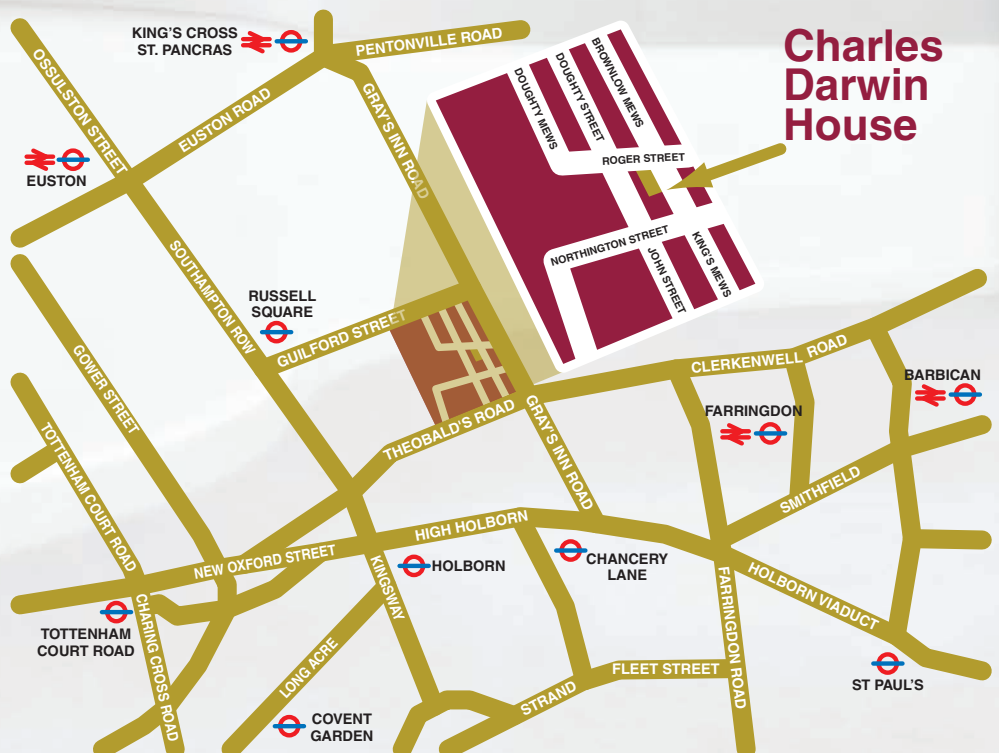 KING'S CROSS
ST. PANCRAS
PENTONVILLE ROAD
OSSULSTON STREET
EUSTON ROAD
GRAY'S INN ROAD
EUSTON
DOUGHTY MEWS
DOUGHTY STREET
BROWNLOW MEWS
ROGER STREET
NORTHINGTON STREET
JOHN STREET
KING'S MEWS
Charles
Darwin
House
SOUTHAMPTON ROW
RUSSELL
SQUARE
GUILFORD STREET
GOWER STREET
TOTTENHAM COURT ROAD
THEOBALD'S ROAD
GRAY'S INN ROAD
CLERKENWELL ROAD
FARRINGDON
BARBICAN
SMITHFIELD
NEW OXFORD STREET
HIGH HOLBORN
HOLBORN
KINGSWAY
CHANCERY
LANE
HOLBORN VIADUCT
FARRINGDON ROAD
TOTTENHAM
COURT ROAD
CHARING CROSS ROAD
LONG ACRE
COVENT
GARDEN
STRAND
FLEET STREET
ST PAUL'S